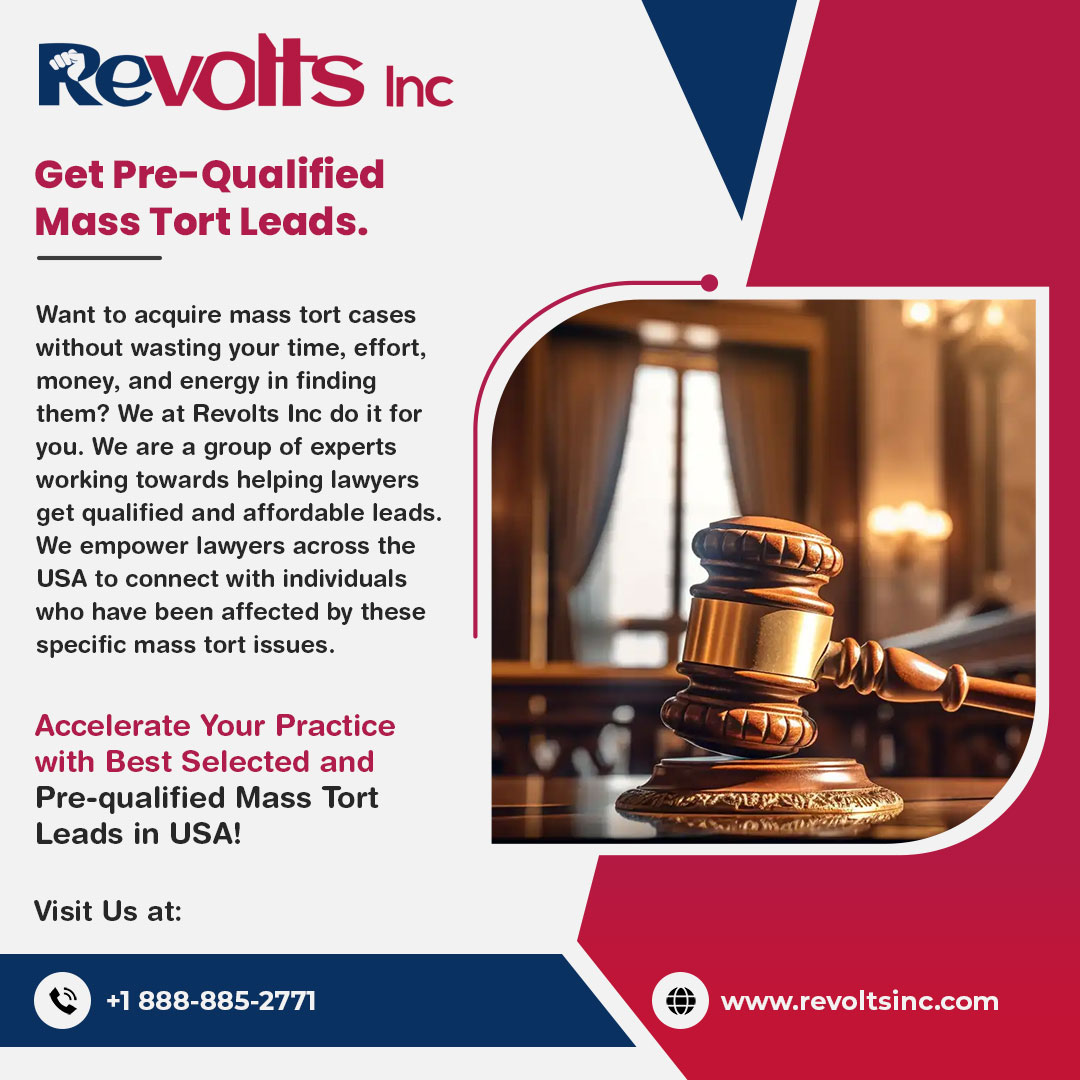 Revolts Inc
Get Pre-Qualified
Mass Tort Leads.
Want to acquire mass tort cases
without wasting your time, effort,
money, and energy in finding
them? We at Revolts Inc do it for
you. We are a group of experts
working towards helping lawyers
get qualified and affordable leads.
We empower lawyers across the
USA to connect with individuals
who have been affected by these
specific mass tort issues.
Accelerate Your Practice
with Best Selected and
Pre-qualified Mass Tort
Leads in USA!
Visit Us at:
+1 888-885-2771
www.revoltsinc.com